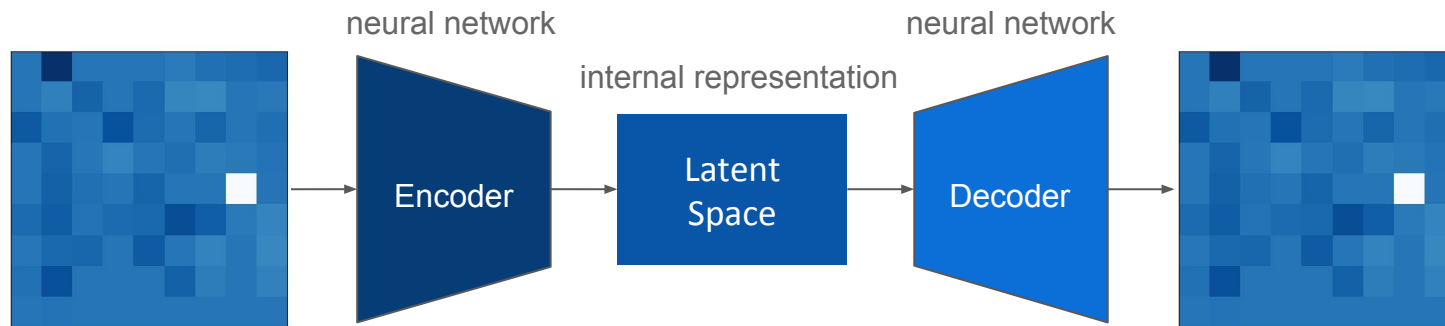 neural network
neural network
internal representation
Encoder
Latent
Space
Decoder